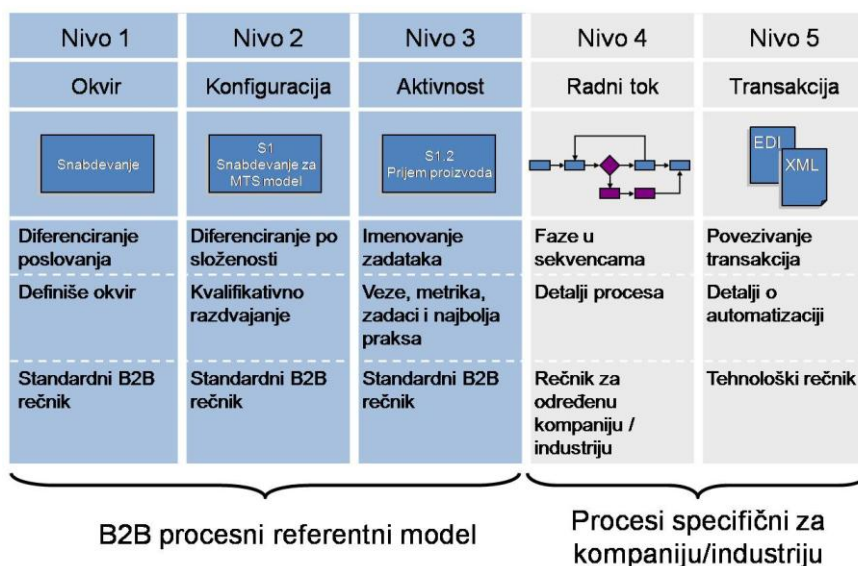 Nivo 1
Nivo 2
Nivo 3
Nivo 4
Nivo 5
Okvir
Konfiguracija
Aktivnost
Radni tok
Transakcija
Snabdevanje
S1
Snabdevanje za
MTS model
S1.2
Prijem proizvoda
EDI
XML
Diferenciranje
poslovanja
Diferenciranje po
složenosti
Imenovanje
zadataka
Faze u
sekvencama
Povezivanje
transakcija
Definiše okvir
Kvalifikativno
razdvajanje
Veze, metrika,
zadaci i najbolja
praksa
Detalji procesa
Detalji o
automatizaciji
Standardni B2B
rečnik
Standardni B2B
rečnik
Standardni B2B
rečnik
Rečnik za
određenu
kompaniju /
industriju
Tehnološki rečnik
B2B procesni referentni model
Procesi specifični za
kompaniju/industriju